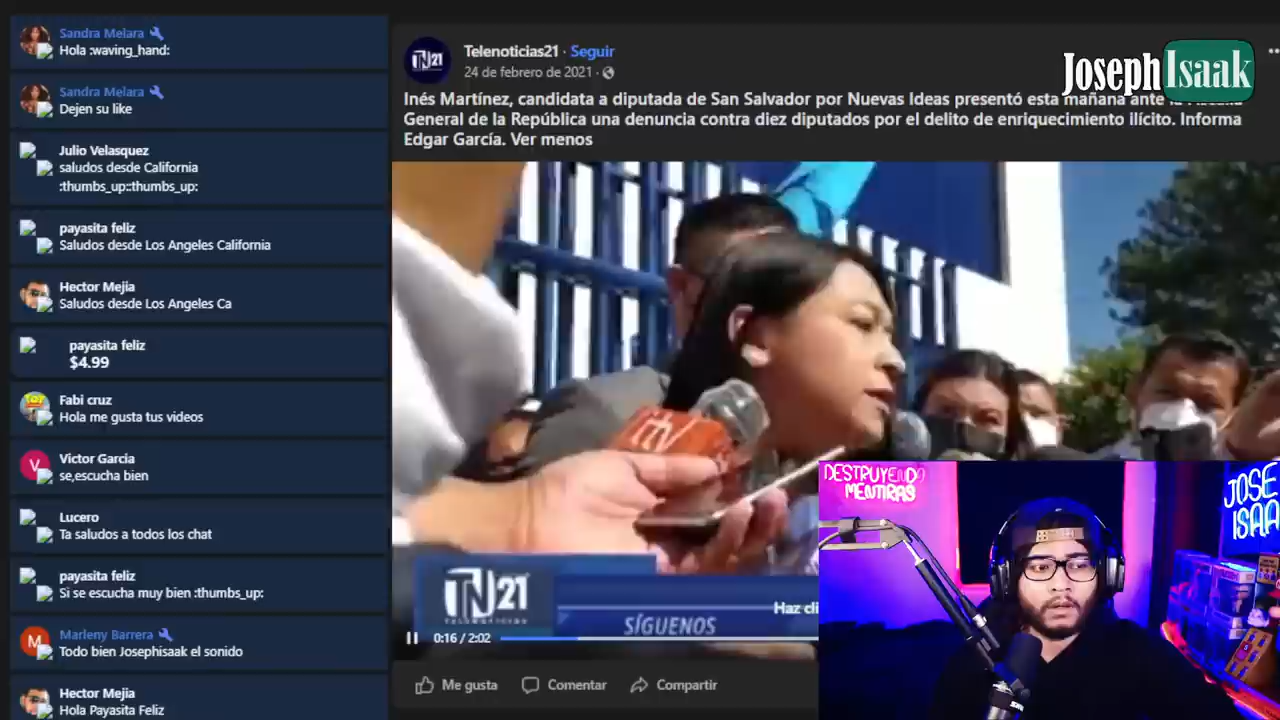 Sandra Melara
Hola :waving_hand:
Sandra Melara
Dejen su like
Julio Velasquez
saludos desde California
:thumbs_up:thumbs_up:
payasita feliz
Saludos desde Los Angeles California
Hector Mejia
Saludos desde Los Angeles Ca
payasita feliz
$4.99
Fabi cruz
Hola me gusta tus videos
Victor Garcia
se,escucha bien
Lucero
Ta saludos a todos los chat
payasita feliz
Si se escucha muy bien :thumbs_up:
Marleny Barrera
Todo bien Josephisaak el sonido
Hector Mejia
Hola Payasita Feliz
TN21
Telenoticias21 · Seguir
24 de febrero de 2021 ·
Joseph Isaak
Inés Martínez, candidata a diputada de San Salvador por Nuevas Ideas presentó esta mañana ante
General de la República una denuncia contra diez diputados por el delito de enriquecimiento ilícito. Informa
Edgar García. Ver menos
TN21
TELENOTICIAS
Haz cli
SÍGUENOS
0:16 / 2:02
Me gusta
Comentar
Compartir
DESTRUYENDO
MENTIRAS
JOSE
ISAA